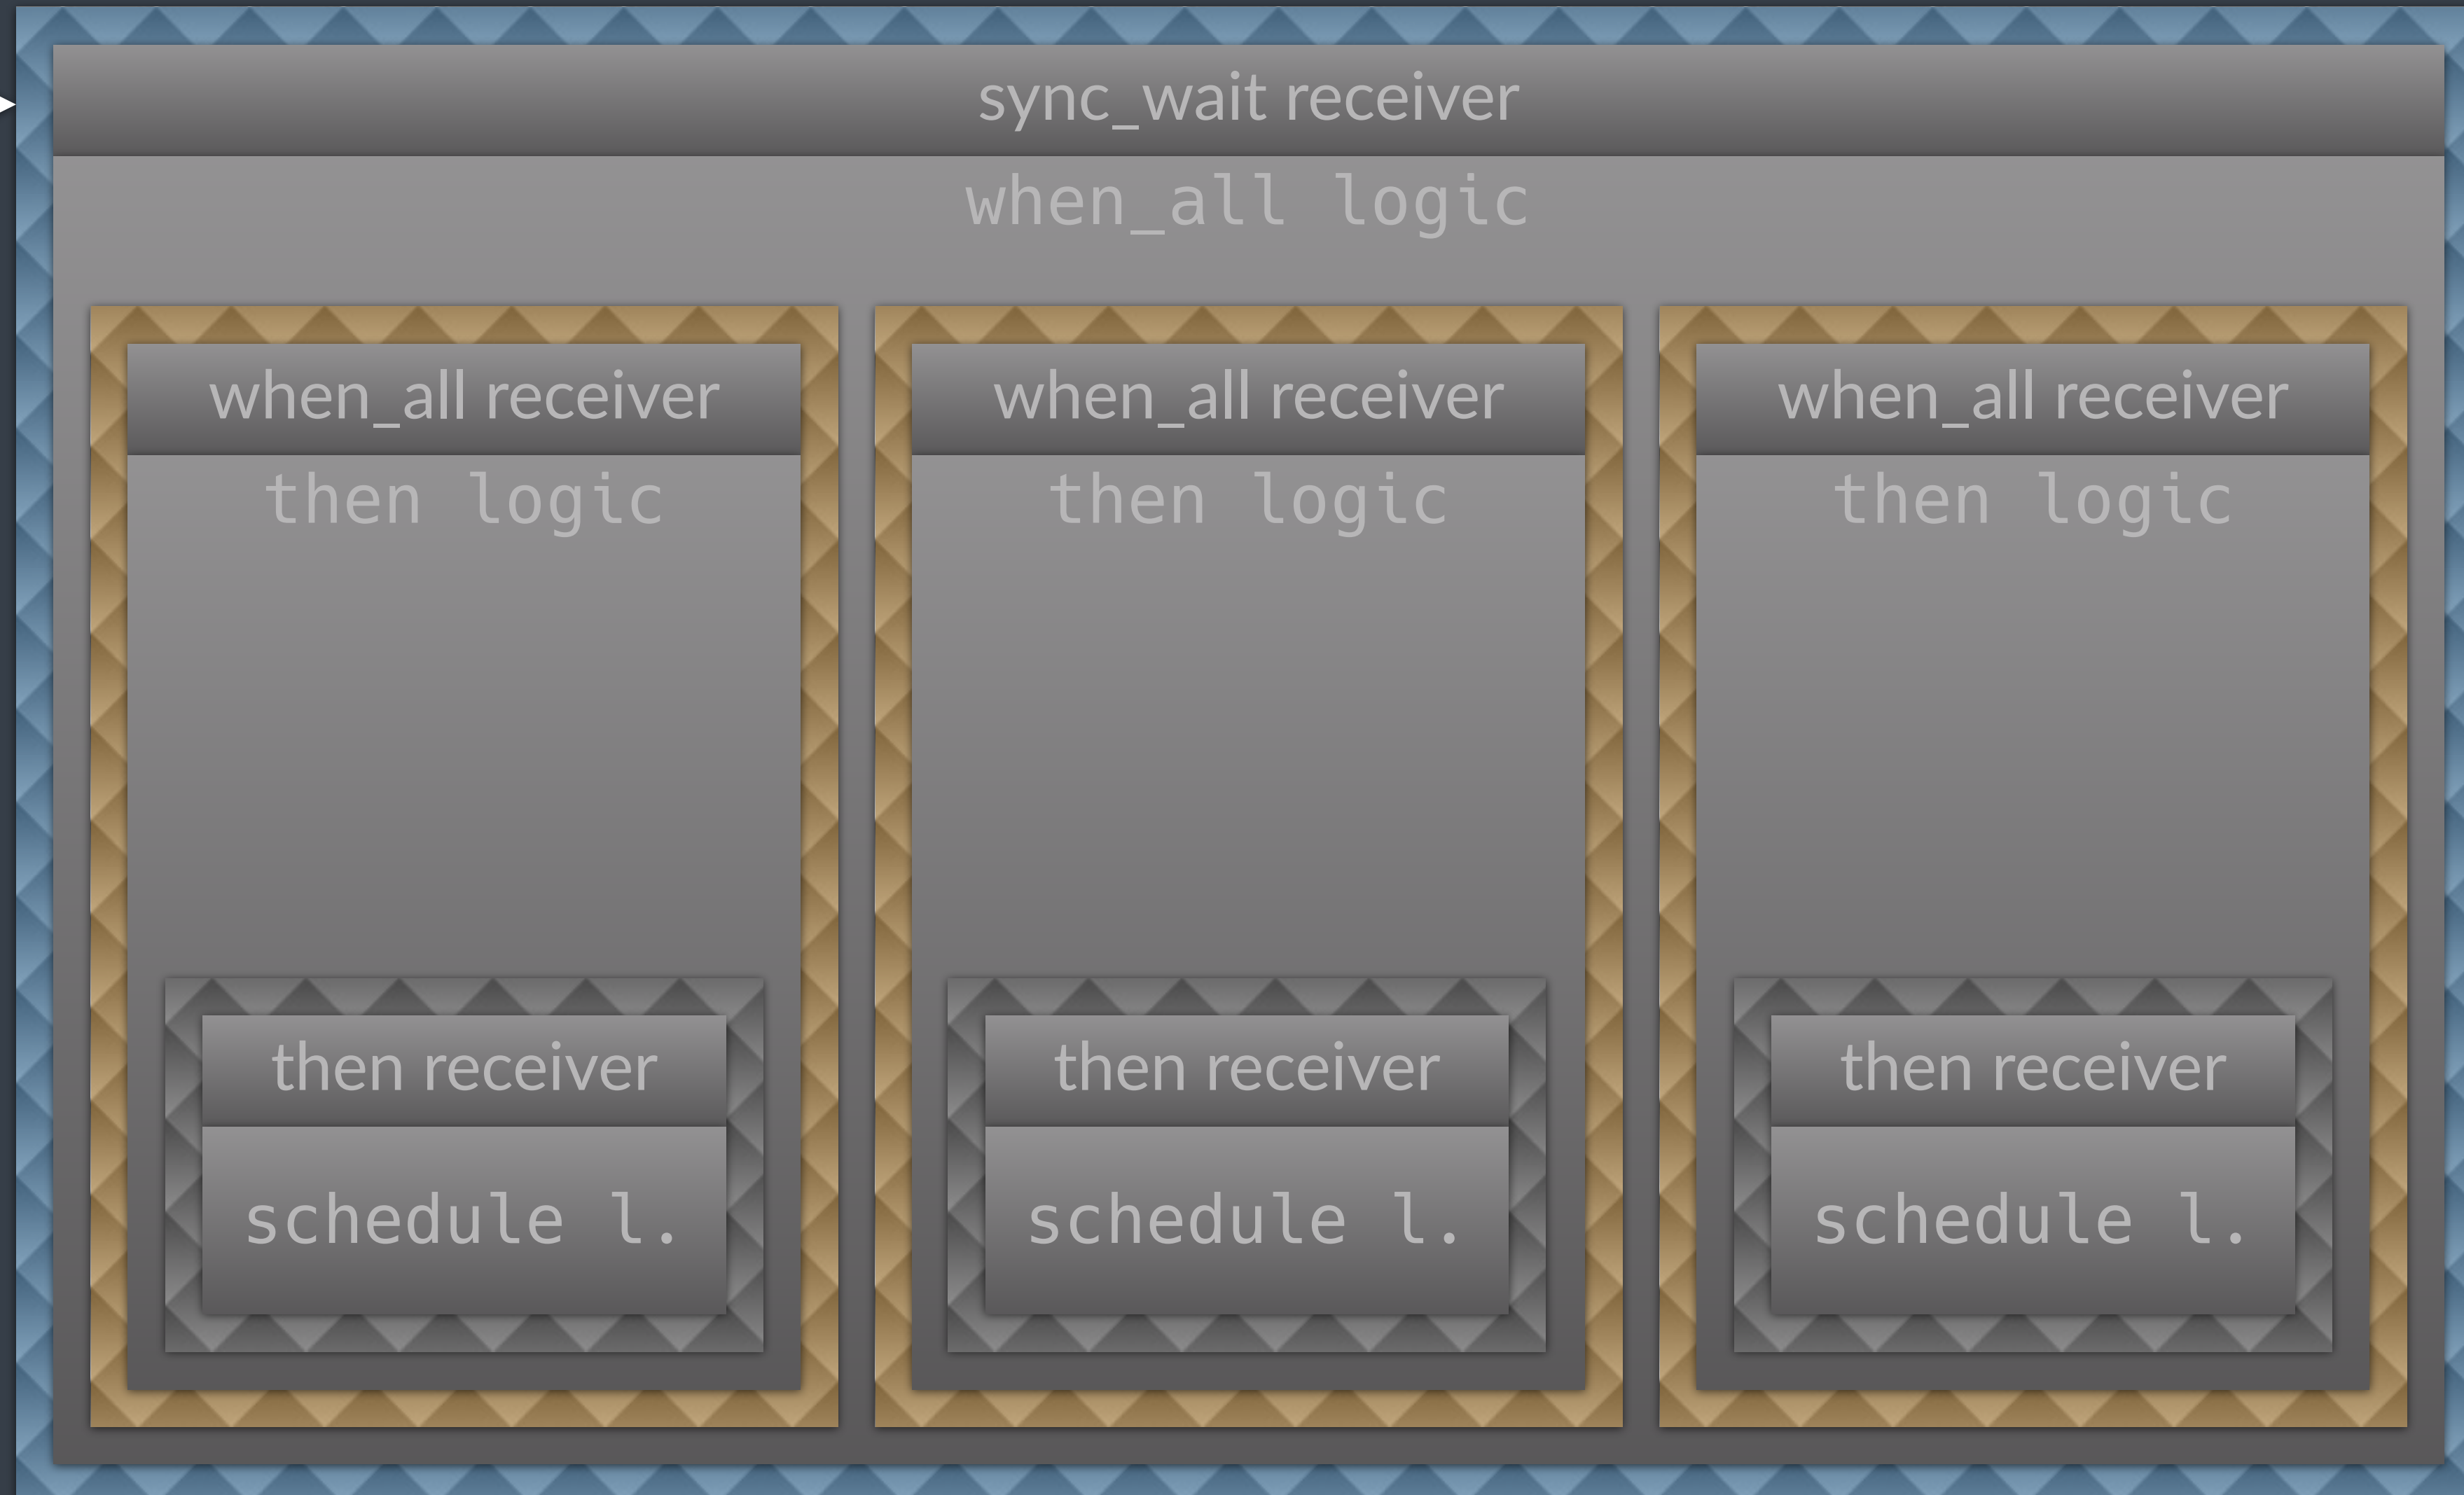 sync_wait receiver
when_all logic
when_all receiver
then logic
then receiver
schedule l.
when_all receiver
then logic
then receiver
schedule l.
when_all receiver
then logic
then receiver
schedule l.